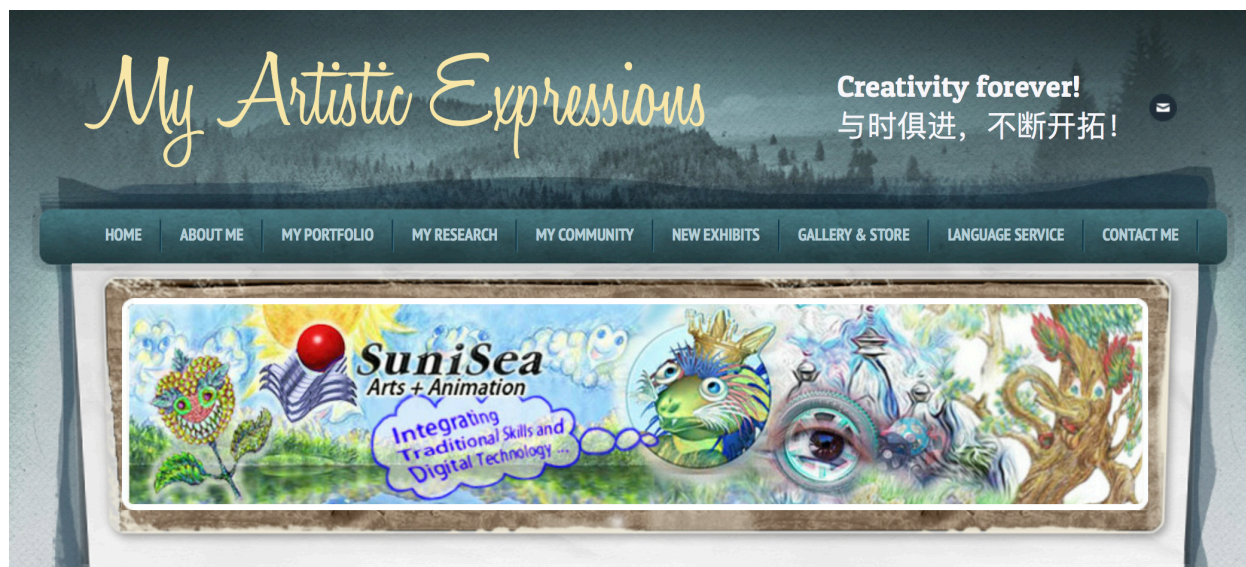 My Artistic Expressions
Creativity forever!
与时俱进，不断开拓！
HOME
ABOUT ME
MY PORTFOLIO
MY RESEARCH
MY COMMUNITY
NEW EXHIBITS
GALLERY & STORE
LANGUAGE SERVICE
CONTACT ME
SuniSea
Arts + Animation
Integrating
Traditional Skills and
Digital Technology ...